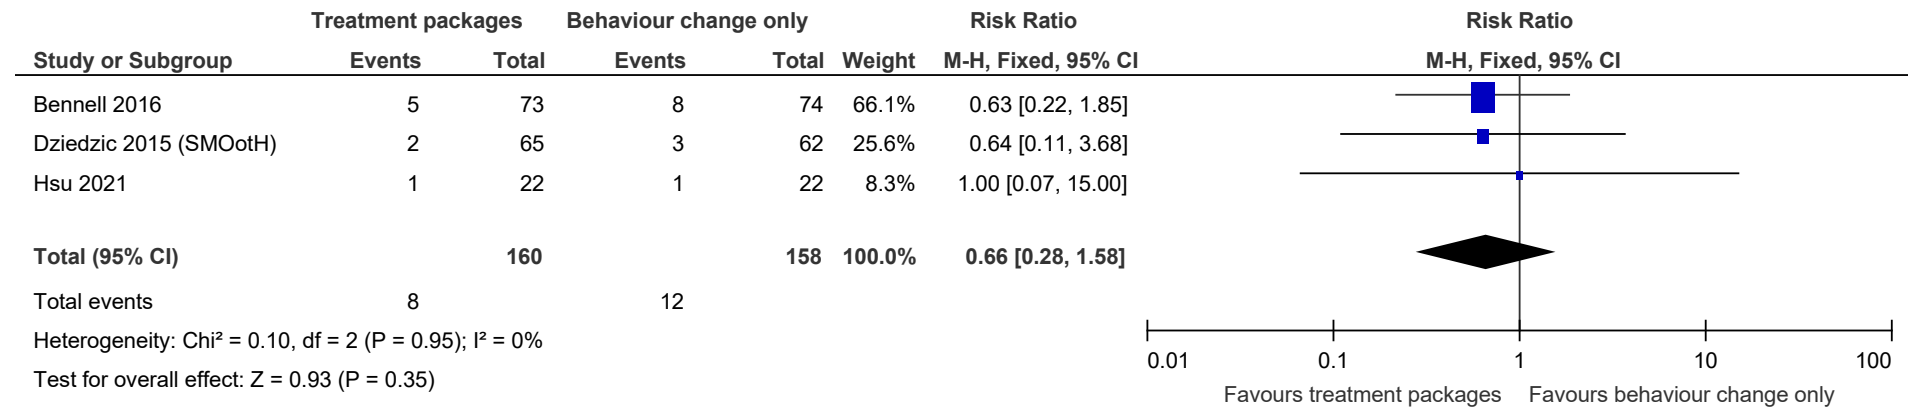 Treatment packages Behaviour change only Risk Ratio Risk Ratio
Study or Subgroup Events Total Events Total Weight M-H, Fixed, 95% CI M-H, Fixed, 95% CI
Bennell 2016 5 73 8 74 66.1% 0.63 [0.22, 1.85]
Dziedzic 2015 (SMOotH) 2 65 3 62 25.6% 0.64 [0.11, 3.68]
Hsu 2021 1 22 1 22 8.3% 1.00 [0.07, 15.00]
Total (95% CI) 160 158 100.0% 0.66 [0.28, 1.58]
Total events 8 12
Heterogeneity: Chi² = 0.10, df = 2 (P = 0.95); I² = 0%
Test for overall effect: Z = 0.93 (P = 0.35)
0.01 0.1 1 10 100
Favours treatment packages Favours behaviour change only